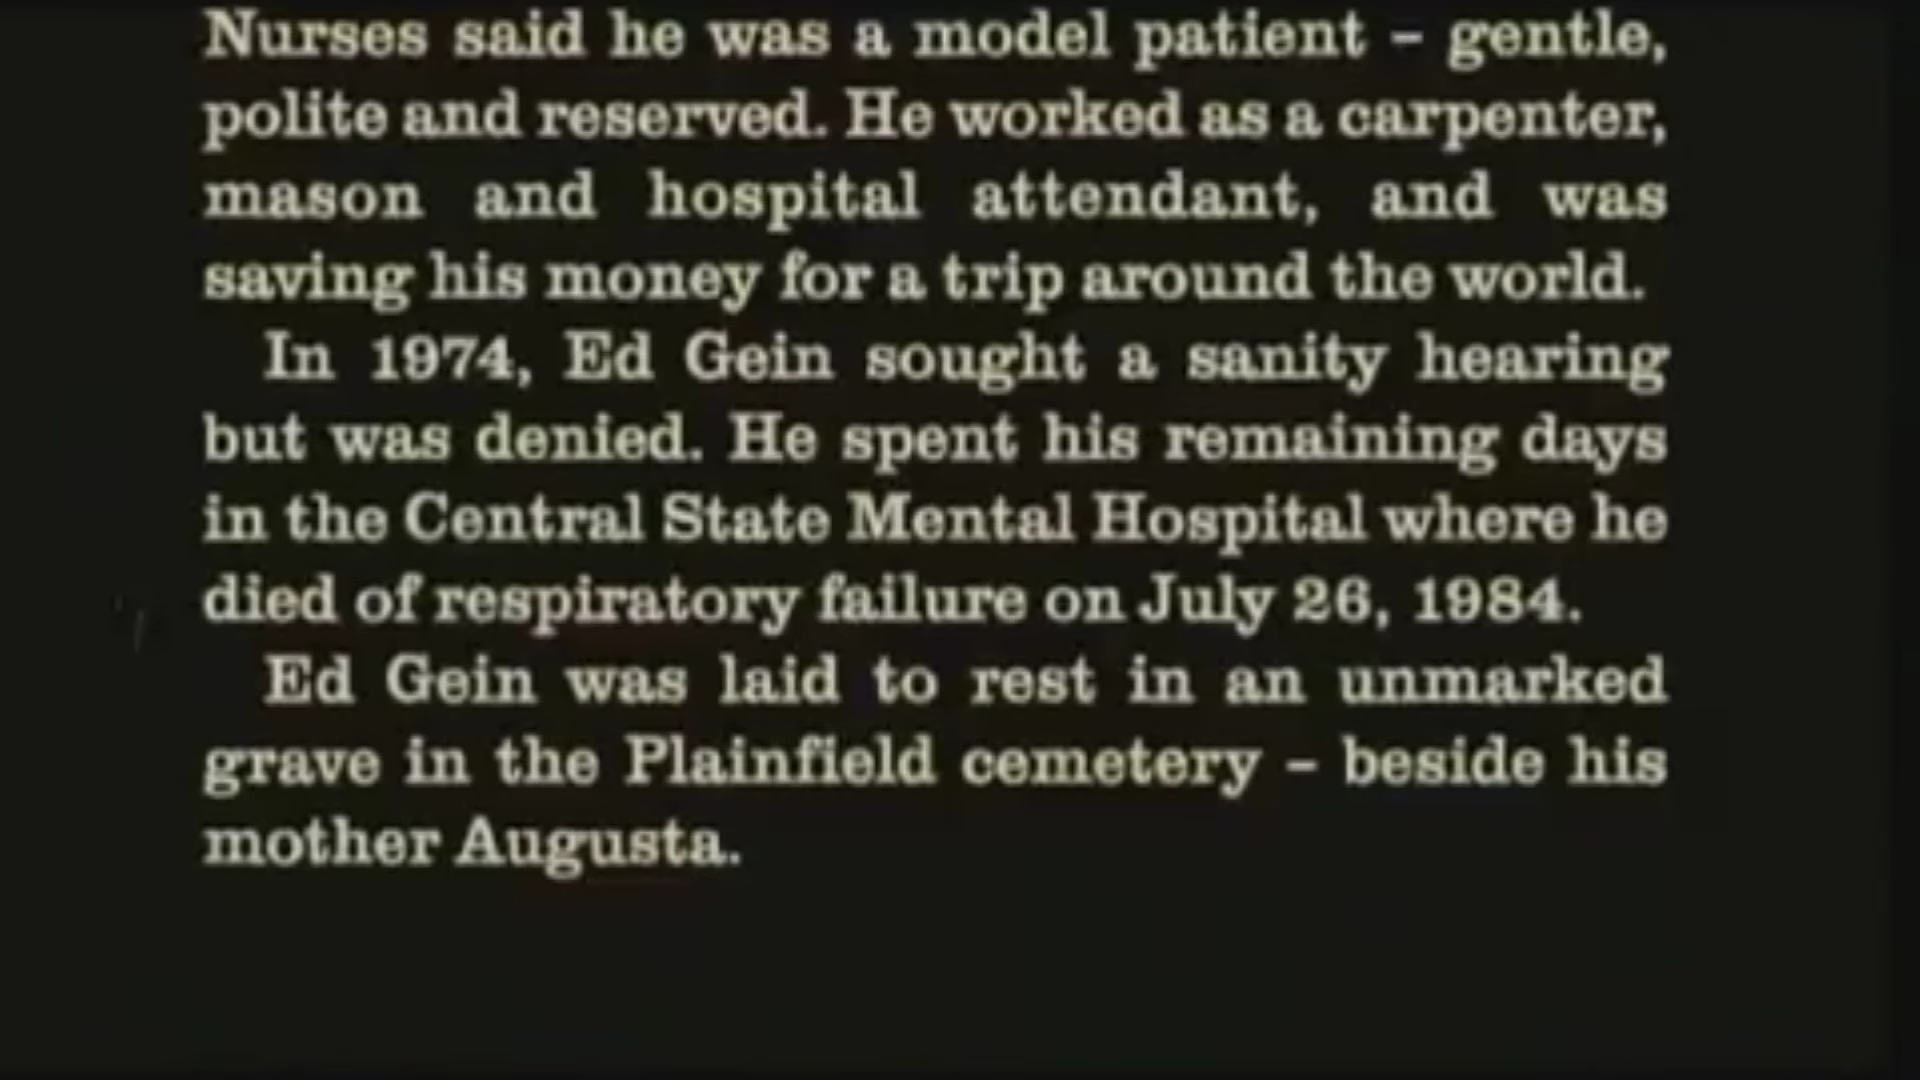 Nurses said he was a model patient – gentle,
polite and reserved. He worked as a carpenter,
mason and hospital attendant, and was
saving his money for a trip around the world.
In 1974, Ed Gein sought a sanity hearing
but was denied. He spent his remaining days
in the Central State Mental Hospital where he
died of respiratory failure on July 26, 1984.
Ed Gein was laid to rest in an unmarked
grave in the Plainfield cemetery – beside his
mother Augusta.